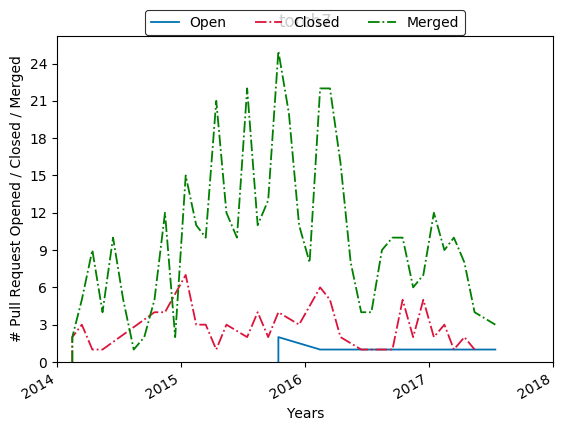 Open Closed Merged
24
21
18
15
12
9
6
3
0
# Pull Request Opened / Closed / Merged
2014 2015 2016 2017 2018
Years